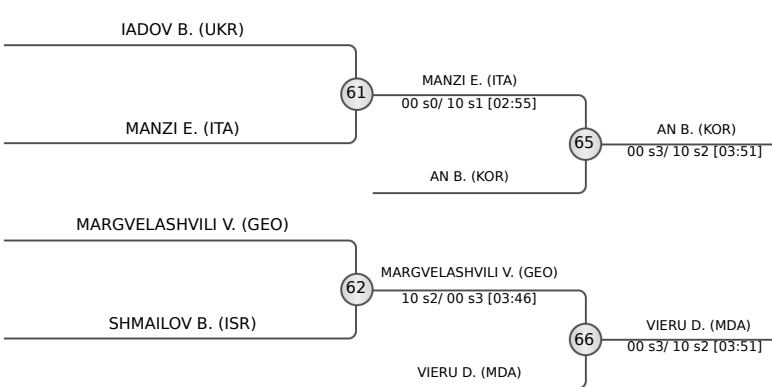 IADOV B. (UKR)
61
MANZI E. (ITA)
00 s0/ 10 s1 [02:55]
MANZI E. (ITA)
65
AN B. (KOR)
00 s3/ 10 s2 [03:51]
AN B. (KOR)
MARGVELASHVILI V. (GEO)
62
MARGVELASHVILI V. (GEO)
10 s2/ 00 s3 [03:46]
SHMAILOV B. (ISR)
66
VIERU D. (MDA)
00 s3/ 10 s2 [03:51]
VIERU D. (MDA)